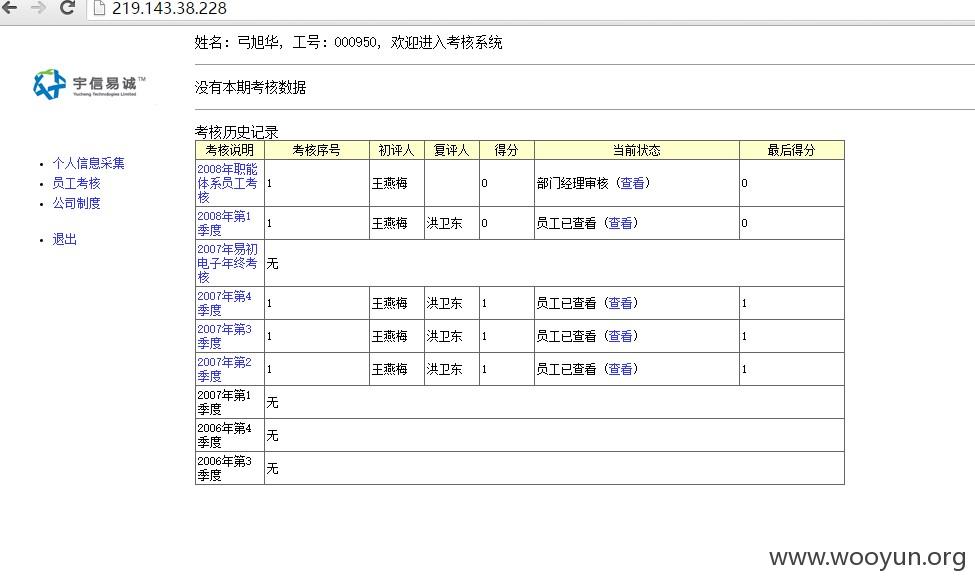 219.143.38.228
姓名：弓旭华，工号：000950，欢迎进入考核系统
宇信易诚™
Yucheng Technologies Limited
没有本期考核数据
个人信息采集
员工考核
公司制度
退出
考核历史记录
考核说明 考核序号 初评人 复评人 得分 当前状态 最后得分
2008年职能
体系员工考
核
1 王燕梅 0 部门经理审核（查看） 0
2008年第1
季度
1 王燕梅 洪卫东 0 员工已查看（查看） 0
2007年易初
电子年终考
核
无
2007年第4
季度
1 王燕梅 洪卫东 1 员工已查看（查看） 1
2007年第3
季度
1 王燕梅 洪卫东 1 员工已查看（查看） 1
2007年第2
季度
1 王燕梅 洪卫东 1 员工已查看（查看） 1
2007年第1
季度
无
2006年第4
季度
无
2006年第3
季度
无
www.wooyun.org